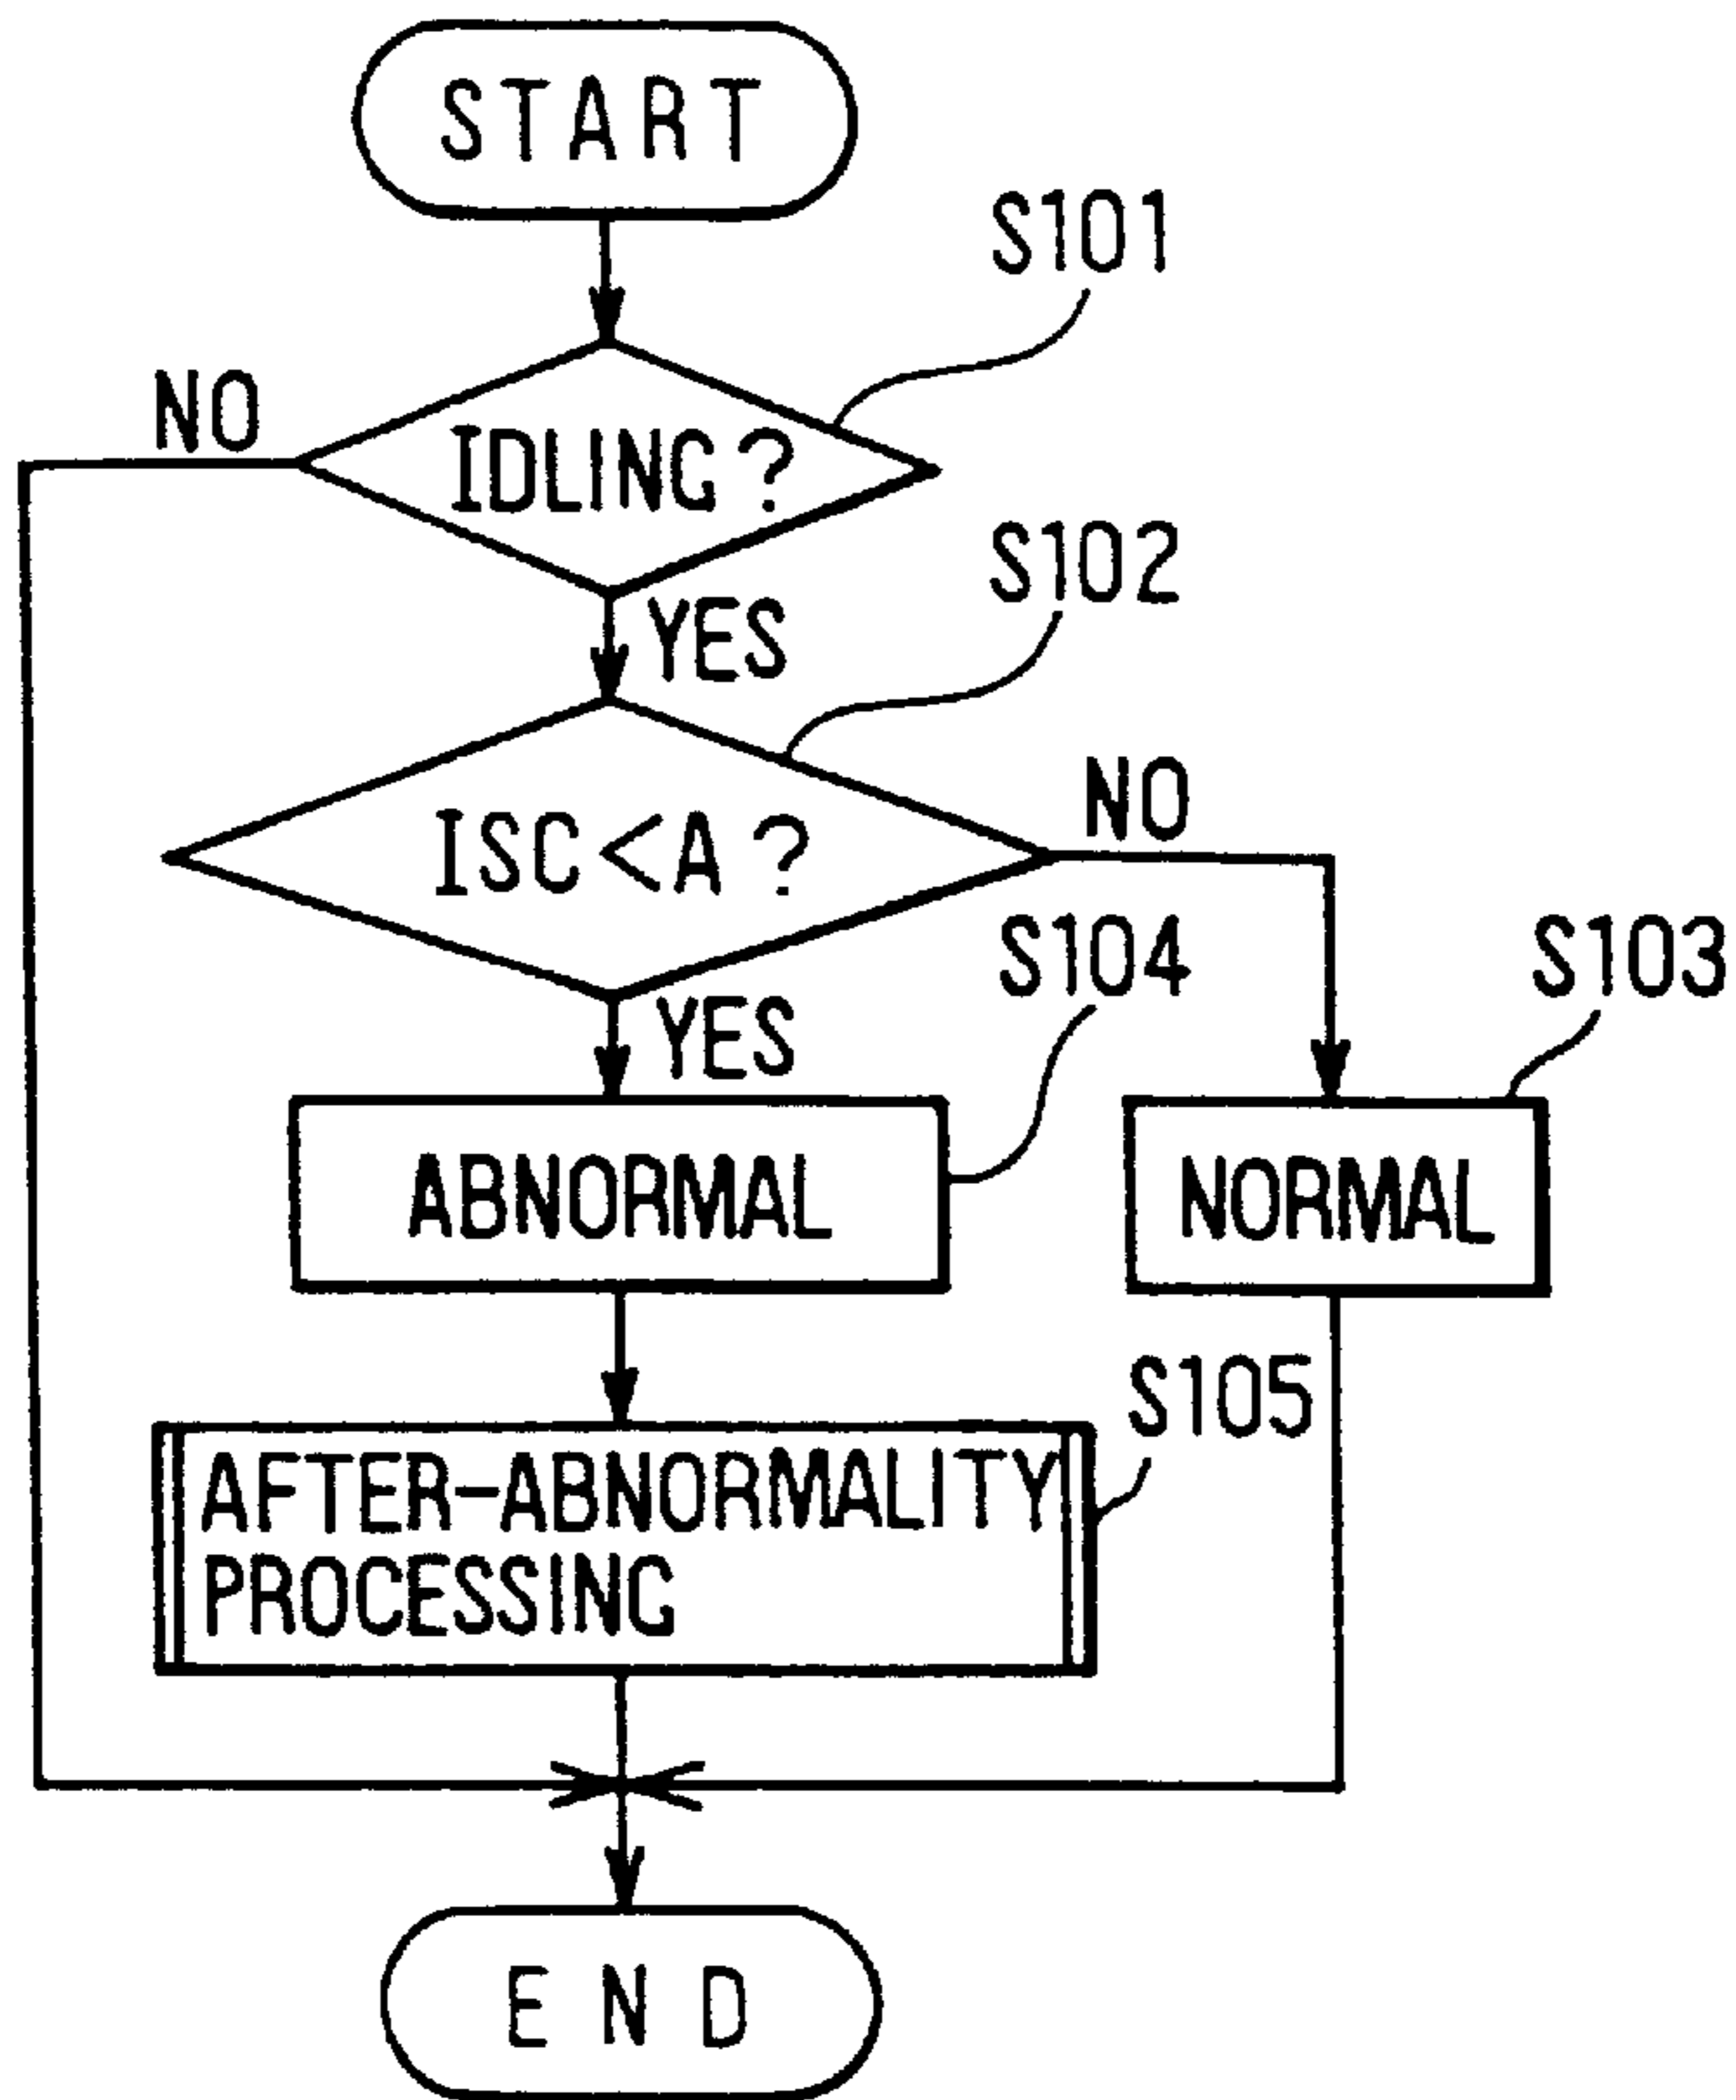 START
S101
NO
IDLING?
S102
YES
ISC<A?
NO
S104
S103
YES
ABNORMAL
NORMAL
S105
AFTER-ABNORMALITY
PROCESSING
END